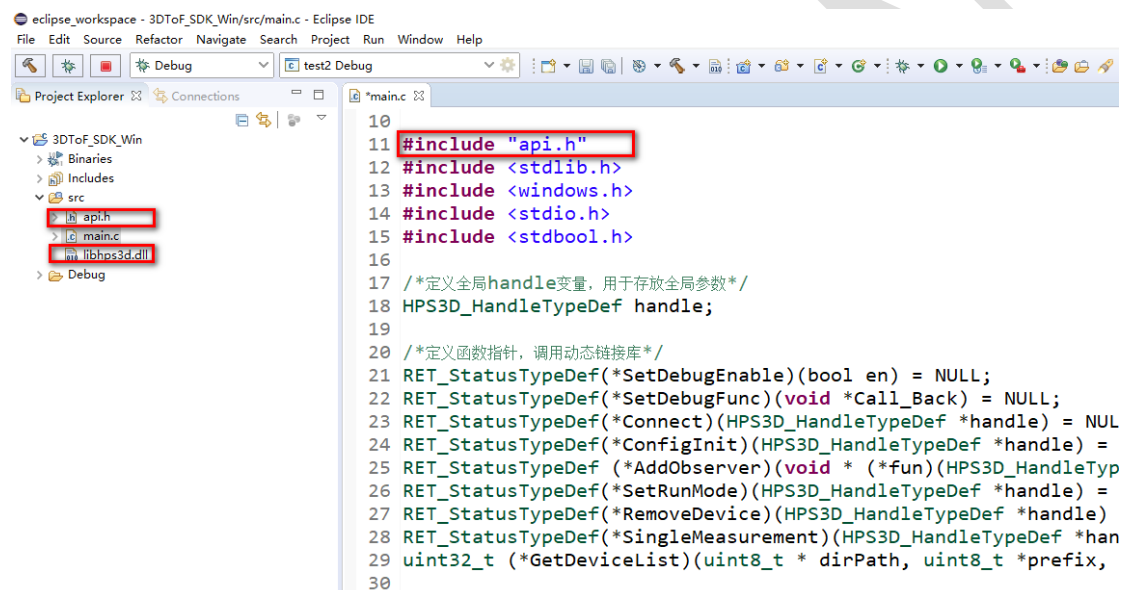 eclipse_workspace - 3DToF_SDK_Win/src/main.c - Eclipse IDE
File Edit Source Refactor Navigate Search Project Run Window Help
Debug test2 Debug
Project Explorer Connections
*main.c
3DToF_SDK_Win
Binaries
Includes
src
api.h
main.c
libhps3d.dll
Debug
10
11 #include "api.h"
12 #include <stdlib.h>
13 #include <windows.h>
14 #include <stdio.h>
15 #include <stdbool.h>
16
17 /*定义全局handle变量，用于存放全局参数*/
18 HPS3D_HandleTypeDef handle;
19
20 /*定义函数指针，调用动态链接库*/
21 RET_StatusTypeDef(*SetDebugEnable)(bool en) = NULL;
22 RET_StatusTypeDef(*SetDebugFunc)(void *Call_Back) = NULL;
23 RET_StatusTypeDef(*Connect)(HPS3D_HandleTypeDef *handle) = NUL
24 RET_StatusTypeDef(*ConfigInit)(HPS3D_HandleTypeDef *handle) =
25 RET_StatusTypeDef (*AddObserver)(void * (*fun)(HPS3D_HandleTyp
26 RET_StatusTypeDef(*SetRunMode)(HPS3D_HandleTypeDef *handle) =
27 RET_StatusTypeDef(*RemoveDevice)(HPS3D_HandleTypeDef *handle)
28 RET_StatusTypeDef(*SingleMeasurement)(HPS3D_HandleTypeDef *han
29 uint32_t (*GetDeviceList)(uint8_t * dirPath, uint8_t *prefix,
30